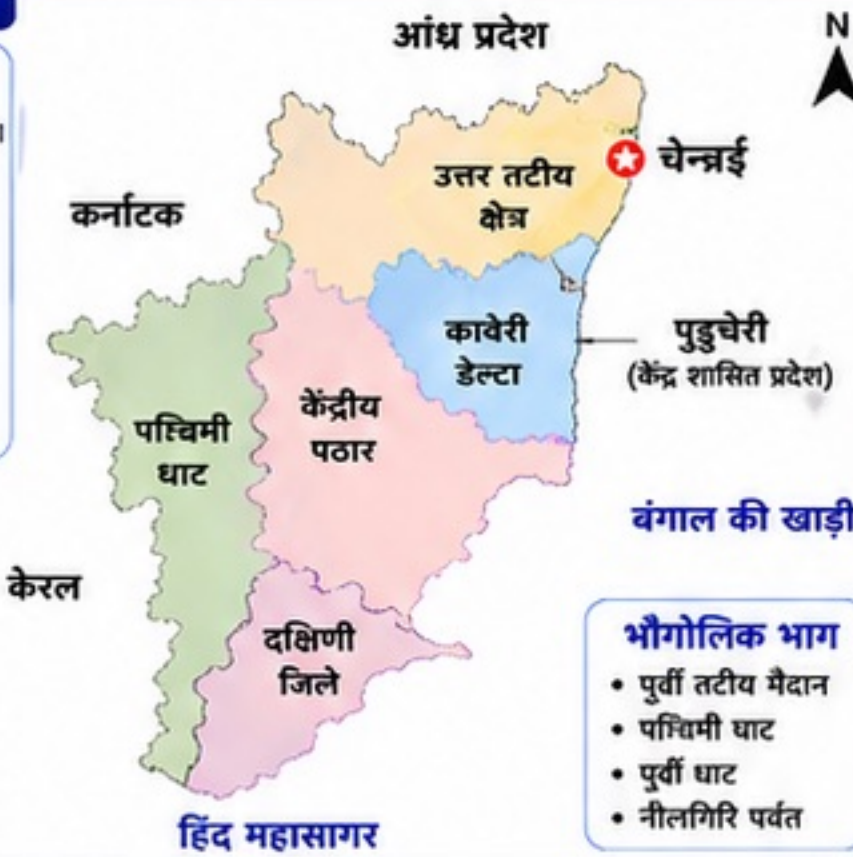 आंध्र प्रदेश
N
चेन्नई
उत्तर तटीय
क्षेत्र
कर्नाटक
कावेरी
डेल्टा
पुडुचेरी
(केंद्र शासित प्रदेश)
केंद्रीय
पठार
पश्चिमी
घाट
बंगाल की खाड़ी
केरल
दक्षिणी
जिले
भौगोलिक भाग
• पुर्वी तटीय मैदान
• पश्चिमी घाट
• पुर्वी घाट
• नीलगिरि पर्वत
हिंद महासागर